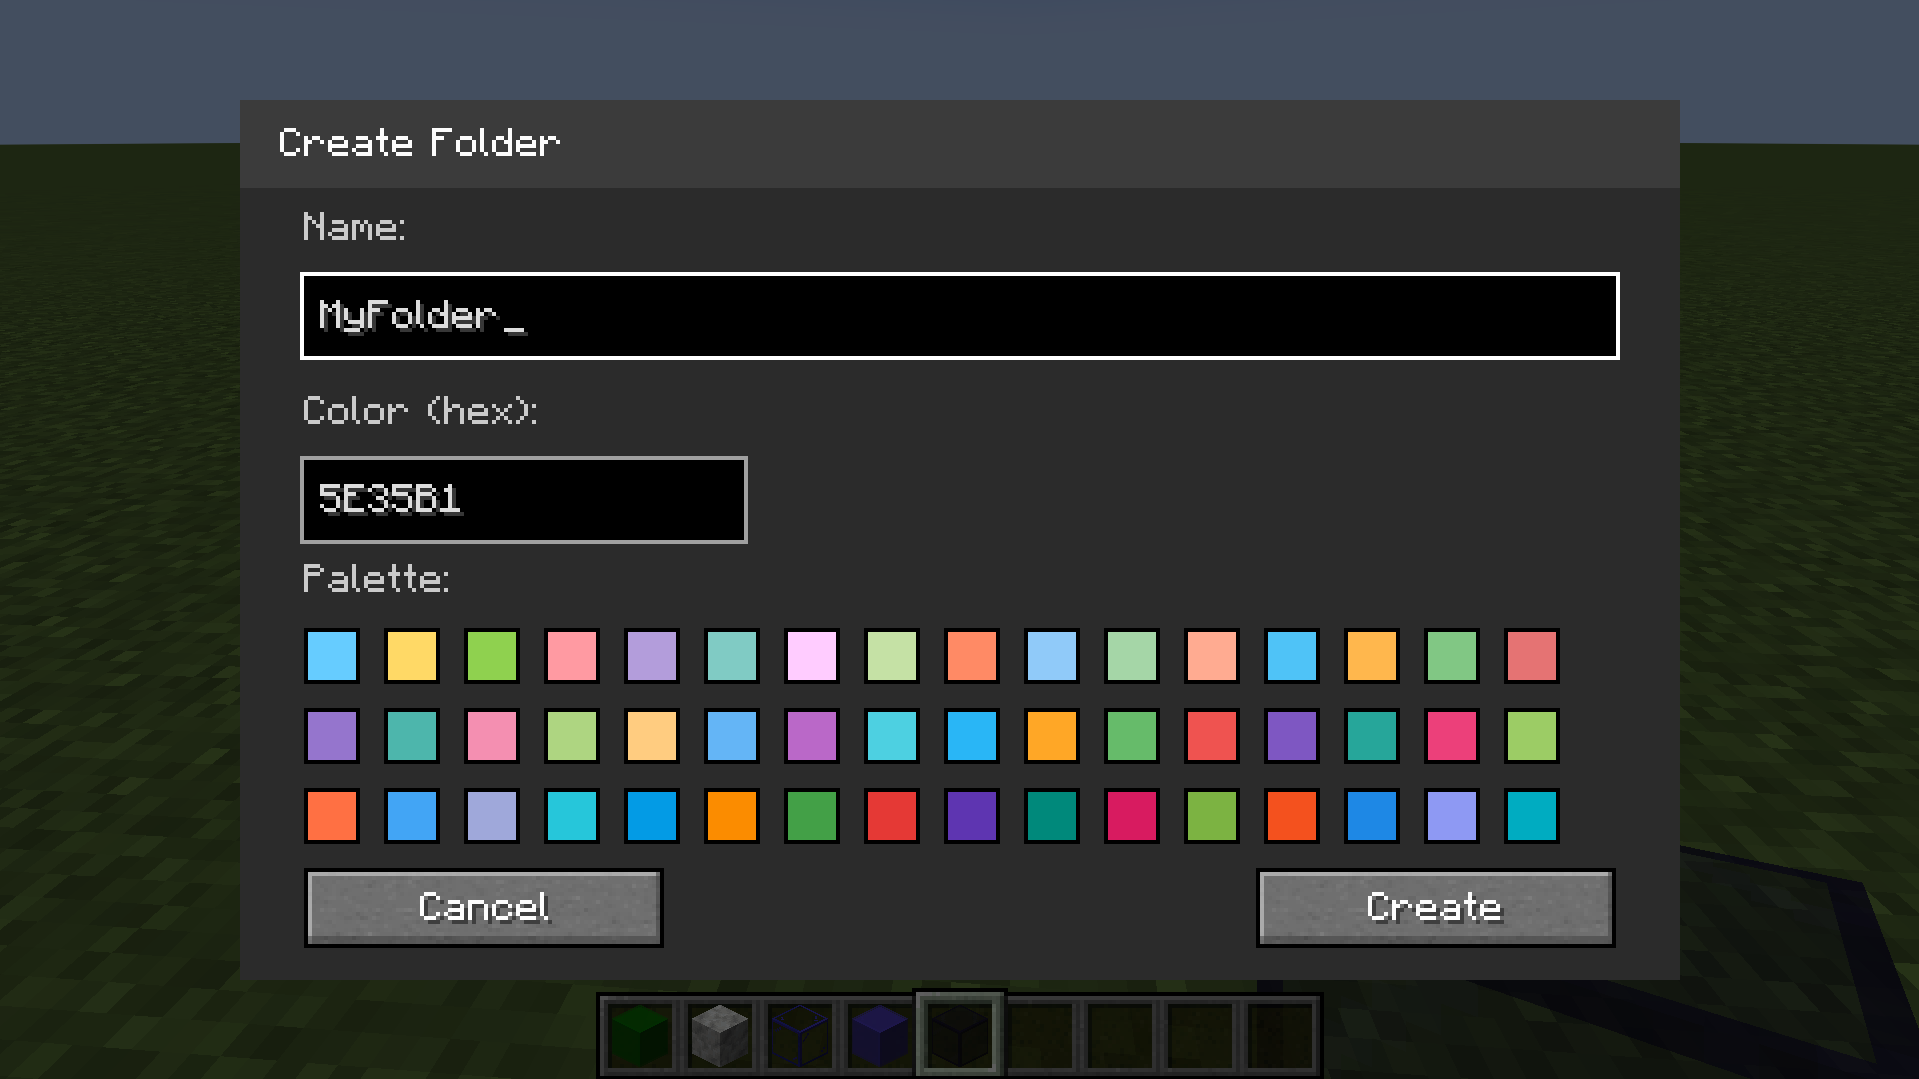 Create Folder
Name:
MyFolder_
Color (hex):
5E35B1
Palette:
Cancel
Create